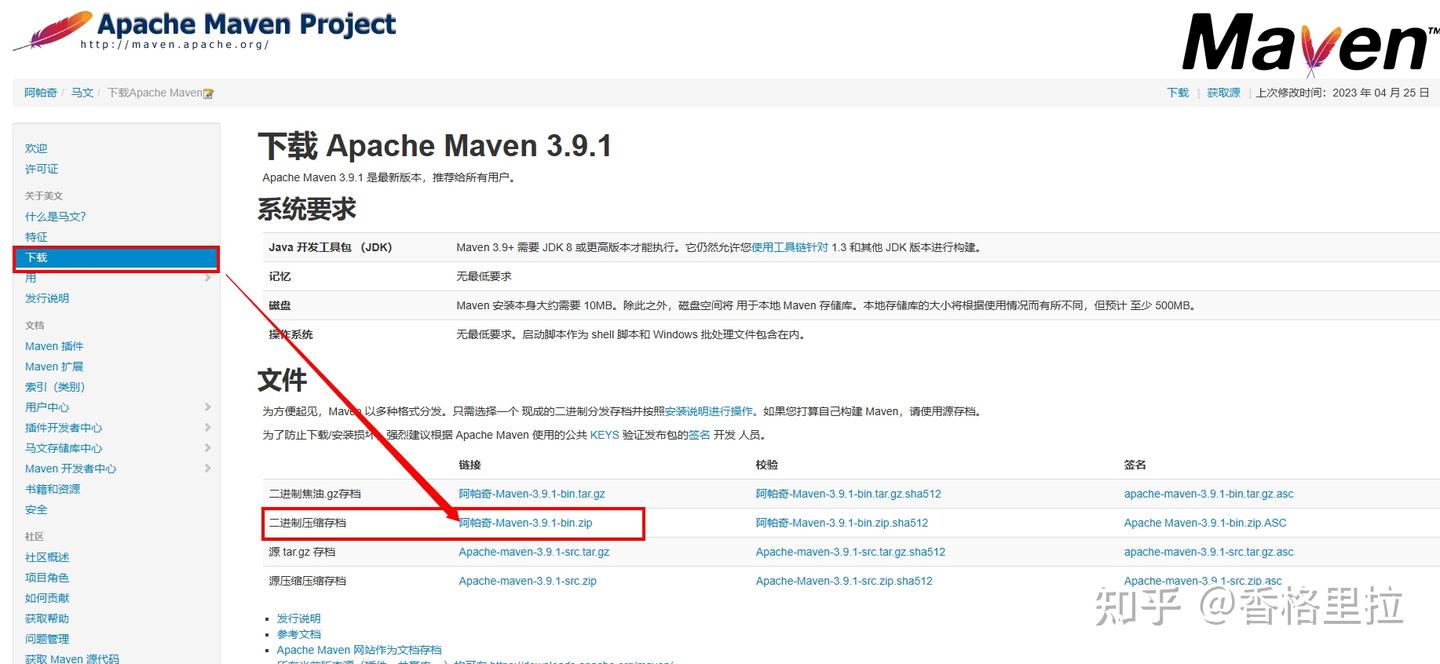 Apache Maven Project
http://maven.apache.org/
Maven™
阿帕奇 / 马文 / 下载Apache Maven
下载 | 获取源 | 上次修改时间：2023 年 04 月 25 日
欢迎
许可证
关于美文
什么是马文？
特征
下载
用
发行说明
文档
Maven 插件
Maven 扩展
索引（类别）
用户中心
插件开发者中心
马文存储库中心
Maven 开发者中心
书籍和资源
安全
社区
社区概述
项目角色
如何贡献
获取帮助
问题管理
获取 Maven 源代码
下载 Apache Maven 3.9.1
Apache Maven 3.9.1 是最新版本，推荐给所有用户。
系统要求
Java 开发工具包 （JDK） Maven 3.9+ 需要 JDK 8 或更高版本才能执行。它仍然允许您使用工具链针对 1.3 和其他 JDK 版本进行构建。
记忆 无最低要求
磁盘 Maven 安装本身大约需要 10MB。除此之外，磁盘空间将 用于本地 Maven 存储库。本地存储库的大小将根据使用情况而有所不同，但预计 至少 500MB。
操作系统 无最低要求。启动脚本作为 shell 脚本和 Windows 批处理文件包含在内。
文件
为方便起见，Maven 以多种格式分发。只需选择一个 现成的二进制分发存档并按照安装说明进行操作。如果您打算自己构建 Maven，请使用源存档。
为了防止下载/安装损坏，强烈建议根据 Apache Maven 使用的公共 KEYS 验证发布包的签名 开发 人员。
链接 校验 签名
二进制焦油.gz存档 阿帕奇-Maven-3.9.1-bin.tar.gz 阿帕奇-Maven-3.9.1-bin.tar.gz.sha512 apache-maven-3.9.1-bin.tar.gz.asc
二进制压缩存档 阿帕奇-Maven-3.9.1-bin.zip 阿帕奇-Maven-3.9.1-bin.zip.sha512 Apache Maven-3.9.1-bin.zip.ASC
源 tar.gz 存档 Apache-maven-3.9.1-src.tar.gz Apache-maven-3.9.1-src.tar.gz.sha512 apache-maven-3.9.1-src.tar.gz.asc
源压缩压缩存档 Apache-maven-3.9.1-src.zip Apache-Maven-3.9.1-src.zip.sha512 Apache-maven-3.9.1-src.zip.asc
发行说明
参考文档
Apache Maven 网站作为文档存档
知乎 @香格里拉